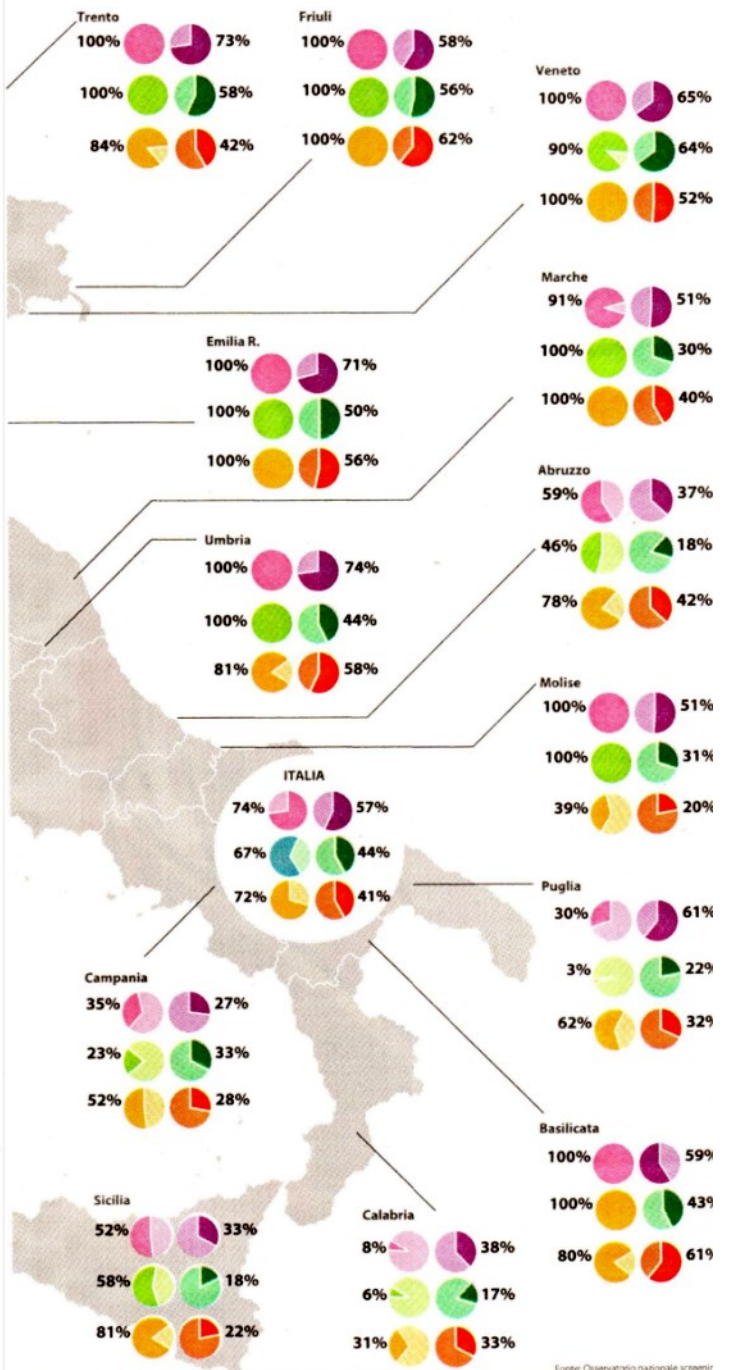 Trento
100% 73%
100% 58%
84% 42%
Friuli
100% 58%
100% 56%
100% 62%
Veneto
100% 65%
90% 64%
100% 52%
Marche
91% 51%
100% 30%
100% 40%
Emilia R.
100% 71%
100% 50%
100% 56%
Abruzzo
59% 37%
46% 18%
78% 42%
Umbria
100% 74%
100% 44%
81% 58%
Molise
100% 51%
100% 31%
39% 20%
ITALIA
74% 57%
67% 44%
72% 41%
Puglia
30% 61%
3% 22%
62% 32%
Campania
35% 27%
23% 33%
52% 28%
Basilicata
100% 59%
100% 43%
80% 61%
Sicilia
52% 33%
58% 18%
81% 22%
Calabria
8% 38%
6% 17%
31% 33%
Fonte: Osservatorio nazionale